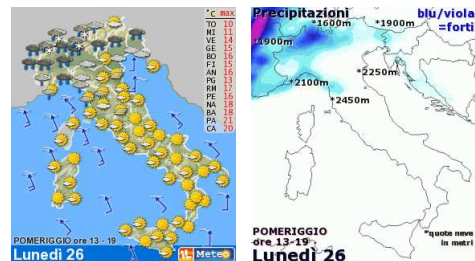 °C max
TO 10
MI 11
VE 14
GE 15
BO 16
FI 15
AN 16
PG 13
RM 17
PE 16
NA 18
BA 18
PA 21
CA 20
POMERIGGIO ore 13 - 19
Lunedì 26
it Meteo
Precipitazioni
blu/viola
=forti
*1600m
*1900m
*1900m
*2250m
*2100m
*2450m
POMERIGGIO
ore 13-19
Lunedì 26
*quote neve
in metri